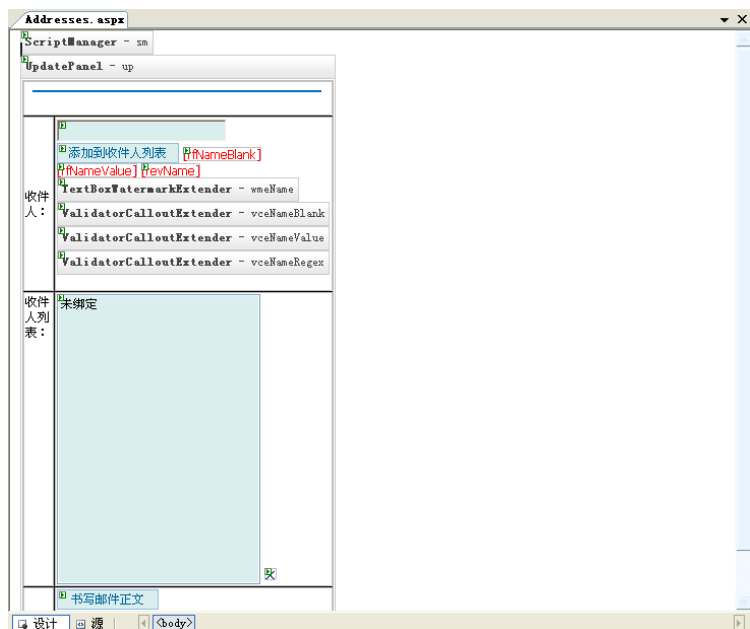 Addresses.aspx
ScriptManager - sm
UpdatePanel - up
添加到收件人列表 [rfNameBlank]
[rfNameValue] [revName]
TextBoxWatermarkExtender - wmeName
收件人：
ValidatorCalloutExtender - vceNameBlank
ValidatorCalloutExtender - vceNameValue
ValidatorCalloutExtender - vceNameRegex
收件人列表：
未绑定
书写邮件正文
设计 源 <body>